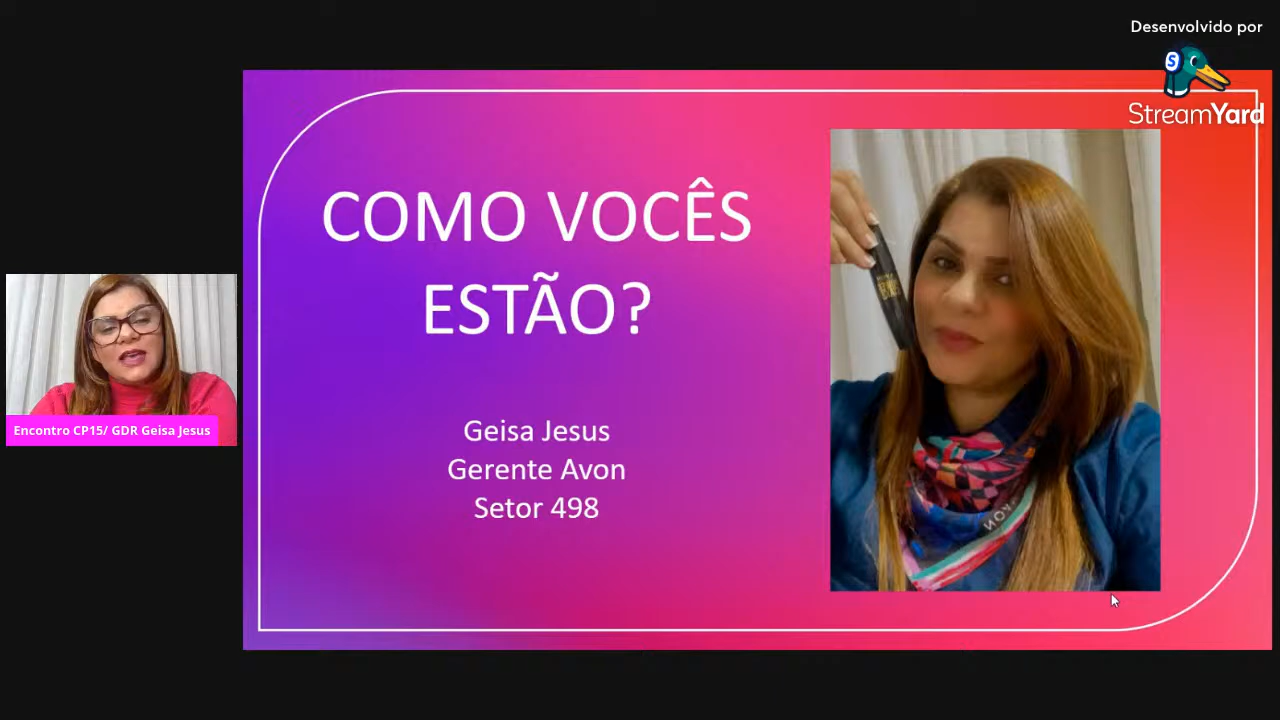 Desenvolvido por
S
StreamYard
COMO VOCÊS
ESTÃO?
Geisa Jesus
Gerente Avon
Setor 498
Encontro CP15/ GDR Geisa Jesus